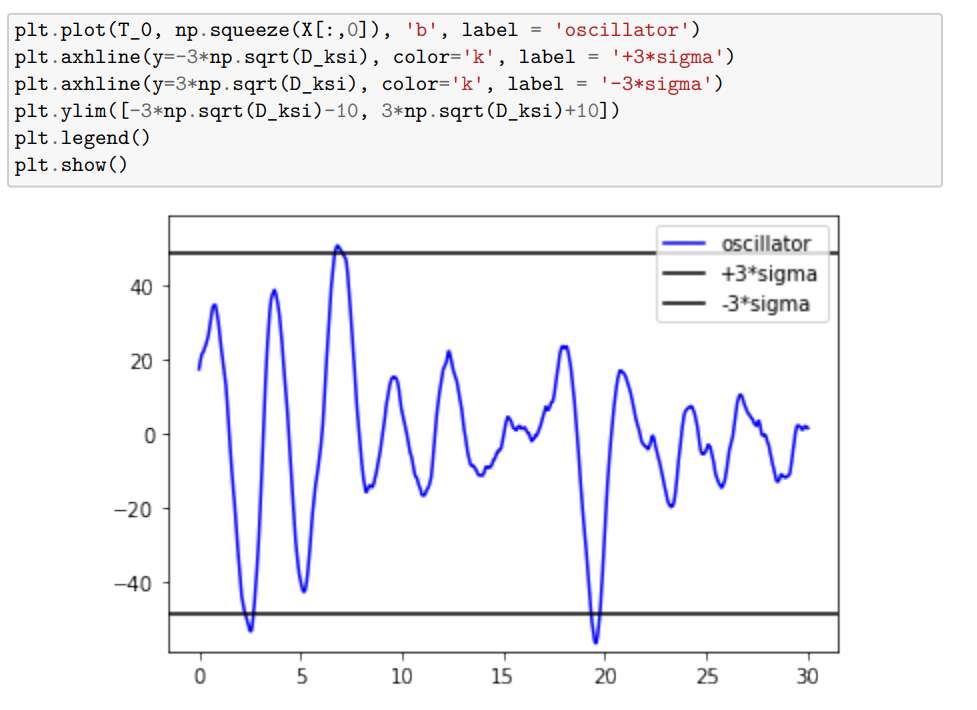 plt.plot(T_0, np.squeeze(X[:,0]), 'b', label = 'oscillator')
plt.axhline(y=-3*np.sqrt(D_ksi), color='k', label = '+3*sigma')
plt.axhline(y=3*np.sqrt(D_ksi), color='k', label = '-3*sigma')
plt.ylim([-3*np.sqrt(D_ksi)-10, 3*np.sqrt(D_ksi)+10])
plt.legend()
plt.show()
oscillator
+3*sigma
-3*sigma
40
20
0
−20
−40
0 5 10 15 20 25 30